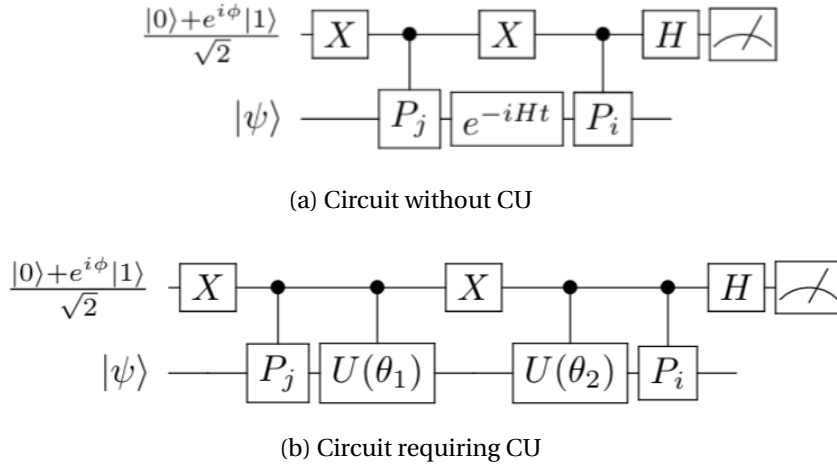 |0⟩+e^{iϕ}|1⟩ / √2 X X H
|ψ⟩ P_j e^{-iHt} P_i
(a) Circuit without CU
|0⟩+e^{iϕ}|1⟩ / √2 X X H
|ψ⟩ P_j U(θ_1) U(θ_2) P_i
(b) Circuit requiring CU